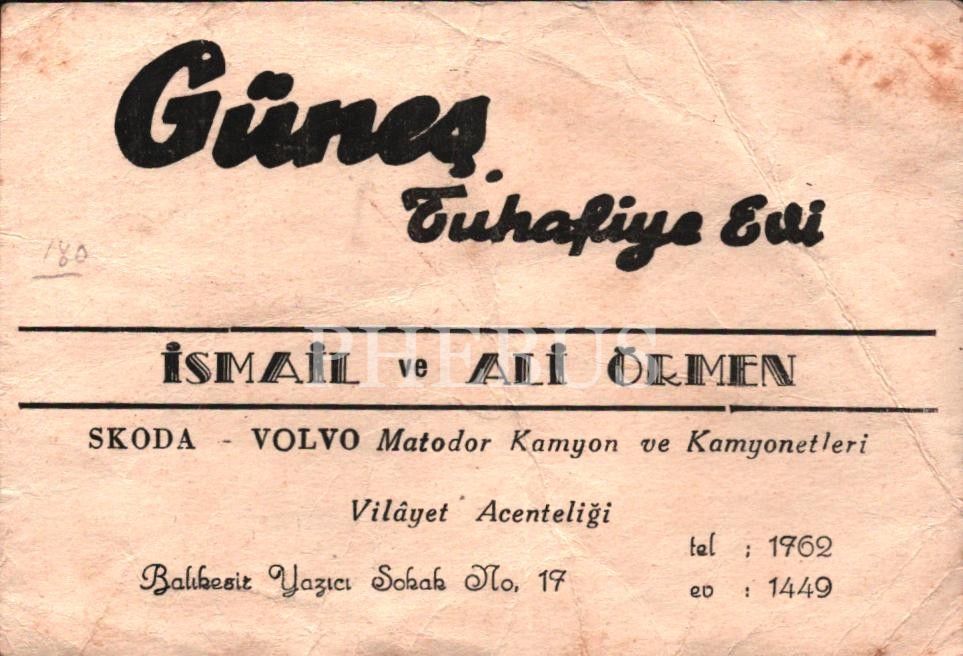 Güneş
Tuhafiye Evi
180
PHEBUS
İSMAİL ve ALİ ÖRMEN
SKODA - VOLVO Matodor Kamyon ve Kamyonetleri
Vilâyet Acenteliği
tel : 1762
Balıkesir Yazıcı Sokak No, 17
ev : 1449